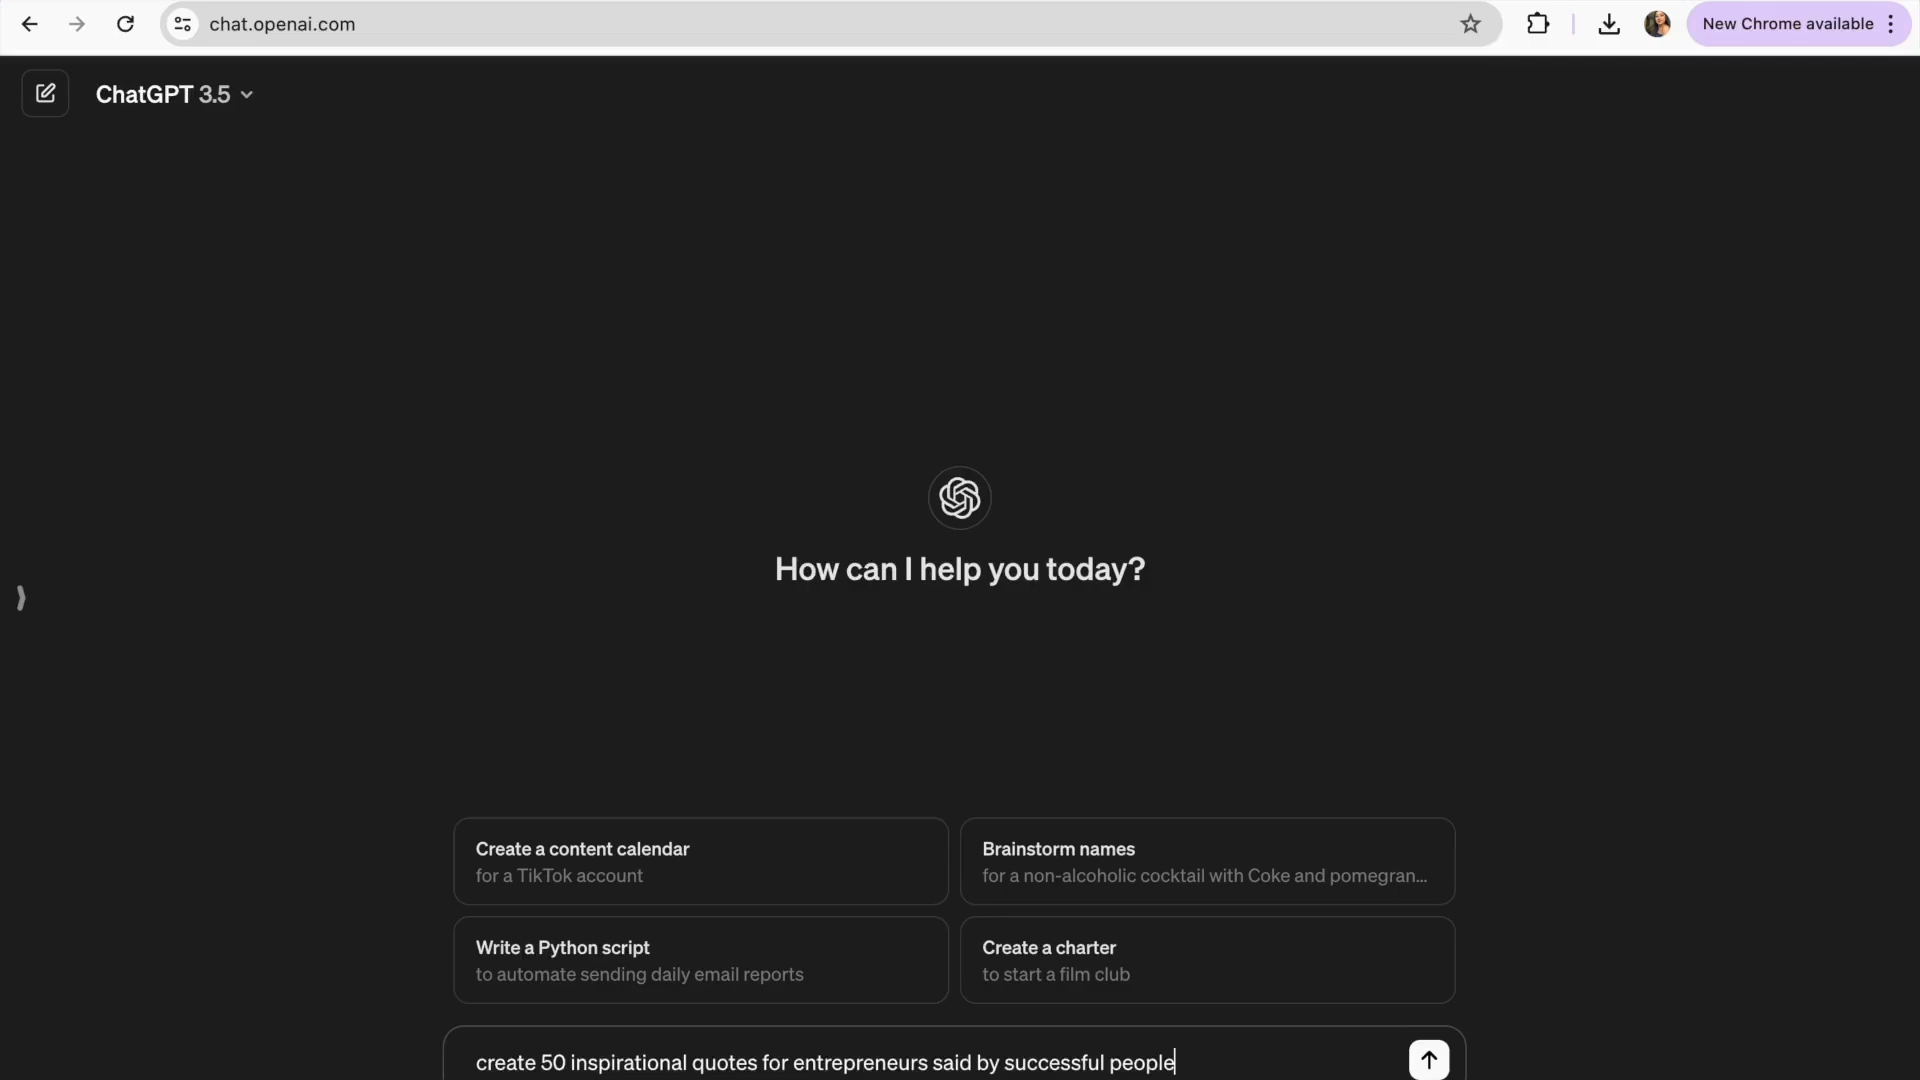 chat.openai.com
New Chrome available
ChatGPT 3.5
How can I help you today?
Create a content calendar
for a TikTok account
Brainstorm names
for a non-alcoholic cocktail with Coke and pomegran...
Write a Python script
to automate sending daily email reports
Create a charter
to start a film club
create 50 inspirational quotes for entrepreneurs said by successful people